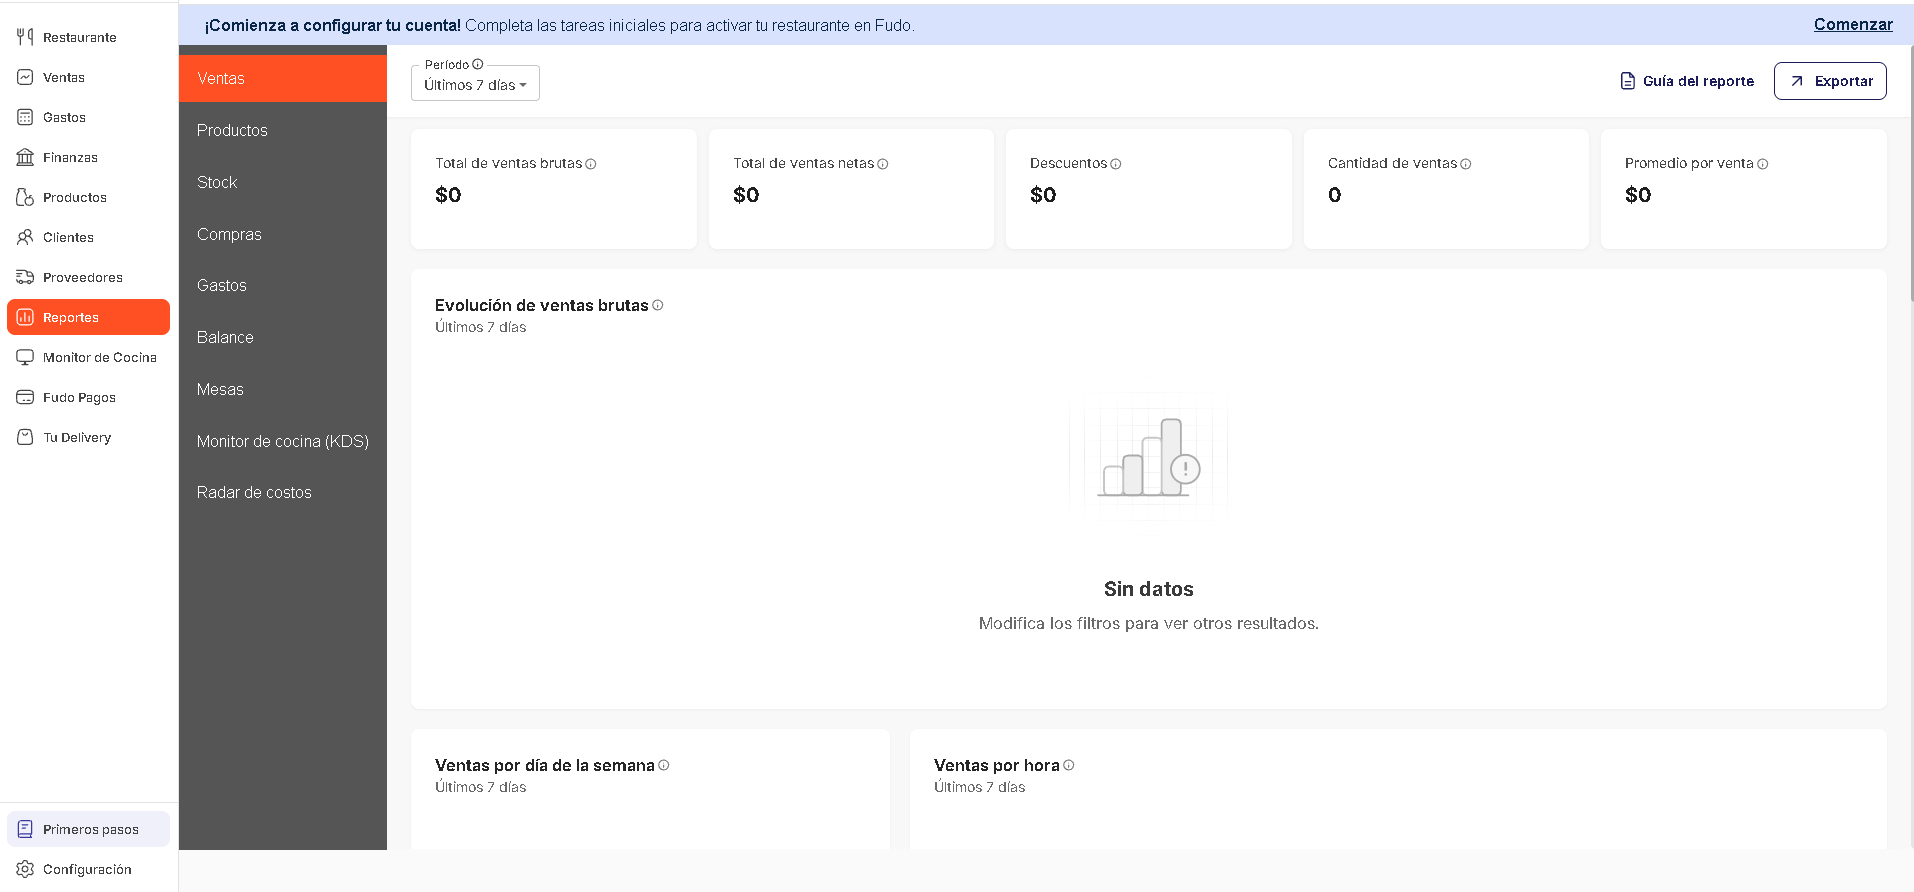 ¡Comienza a configurar tu cuenta! Completa las tareas iniciales para activar tu restaurante en Fudo.
Comenzar
Restaurante
Ventas
Gastos
Finanzas
Productos
Clientes
Proveedores
Reportes
Monitor de Cocina
Fudo Pagos
Tu Delivery
Primeros pasos
Configuración
Ventas
Productos
Stock
Compras
Gastos
Balance
Mesas
Monitor de cocina (KDS)
Radar de costos
Período
Últimos 7 días
Guía del reporte
Exportar
Total de ventas brutas
$0
Total de ventas netas
$0
Descuentos
$0
Cantidad de ventas
0
Promedio por venta
$0
Evolución de ventas brutas
Últimos 7 días
Sin datos
Modifica los filtros para ver otros resultados.
Ventas por día de la semana
Últimos 7 días
Ventas por hora
Últimos 7 días